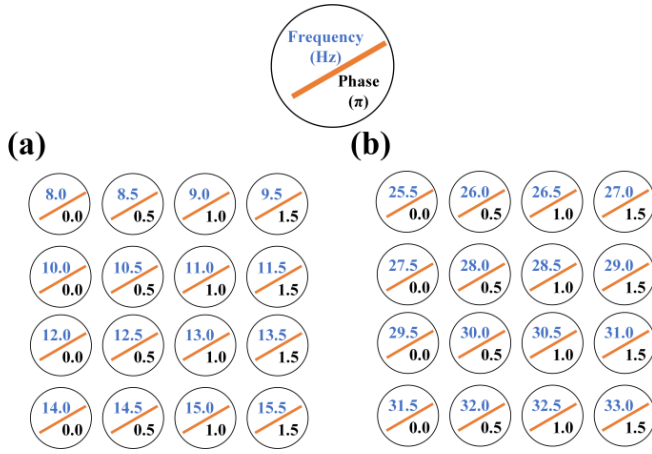 Frequency
(Hz)
Phase
(π)
(a)
8.0 8.5 9.0 9.5
0.0 0.5 1.0 1.5
10.0 10.5 11.0 11.5
0.0 0.5 1.0 1.5
12.0 12.5 13.0 13.5
0.0 0.5 1.0 1.5
14.0 14.5 15.0 15.5
0.0 0.5 1.0 1.5
(b)
25.5 26.0 26.5 27.0
0.0 0.5 1.0 1.5
27.5 28.0 28.5 29.0
0.0 0.5 1.0 1.5
29.5 30.0 30.5 31.0
0.0 0.5 1.0 1.5
31.5 32.0 32.5 33.0
0.0 0.5 1.0 1.5